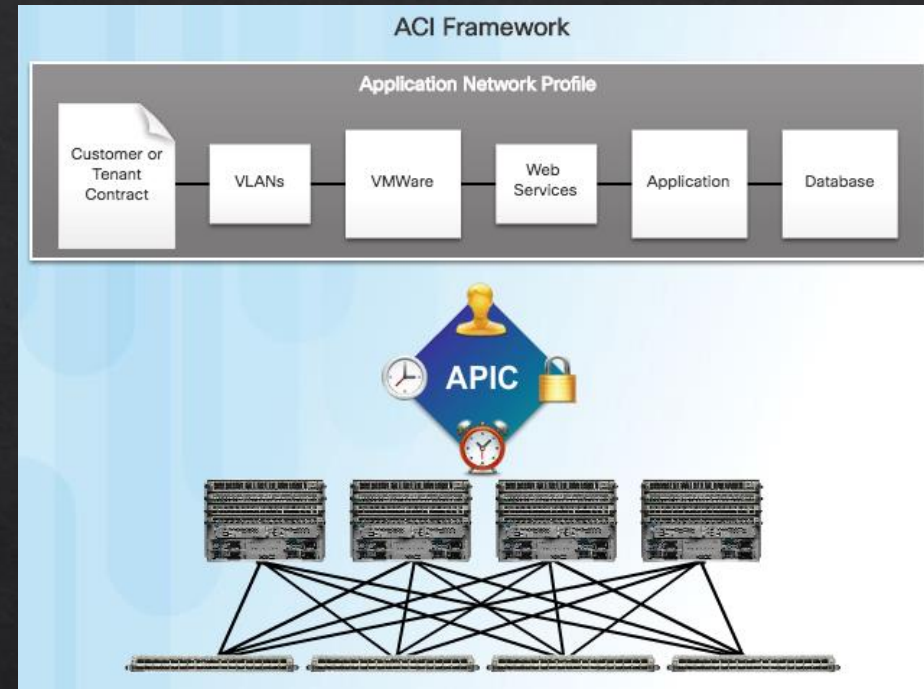 ACI Framework
Application Network Profile
Customer or
Tenant
Contract
VLANs
VMWare
Web
Services
Application
Database
APIC